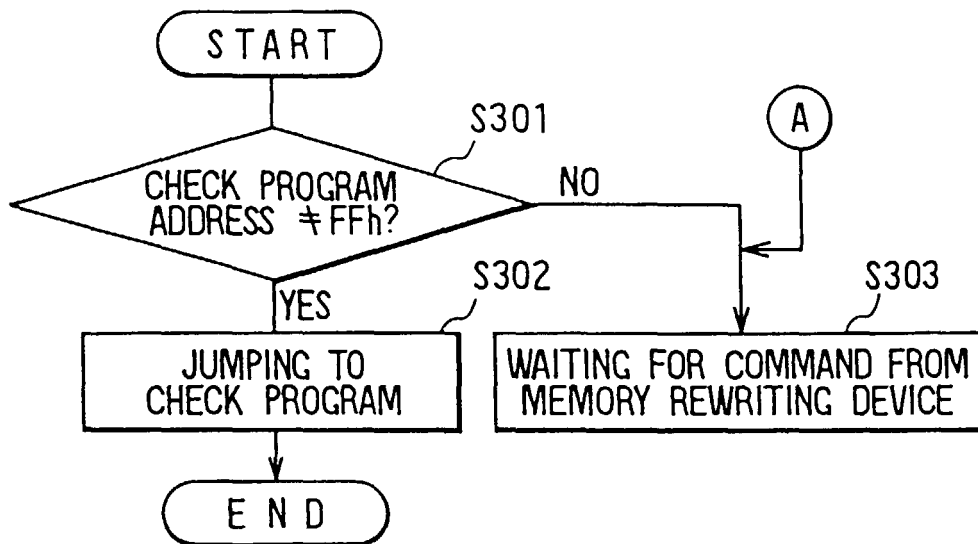 START
S301
A
CHECK PROGRAM
ADDRESS ≠ FFh?
NO
YES
S302
S303
JUMPING TO
CHECK PROGRAM
WAITING FOR COMMAND FROM
MEMORY REWRITING DEVICE
END